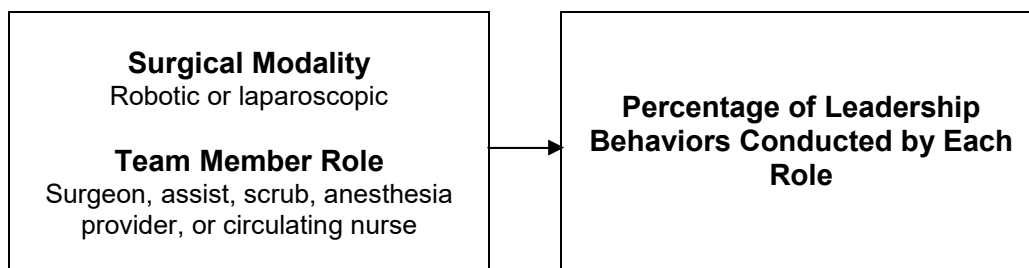 Surgical Modality
Robotic or laparoscopic
Team Member Role
Surgeon, assist, scrub, anesthesia
provider, or circulating nurse
Percentage of Leadership
Behaviors Conducted by Each
Role